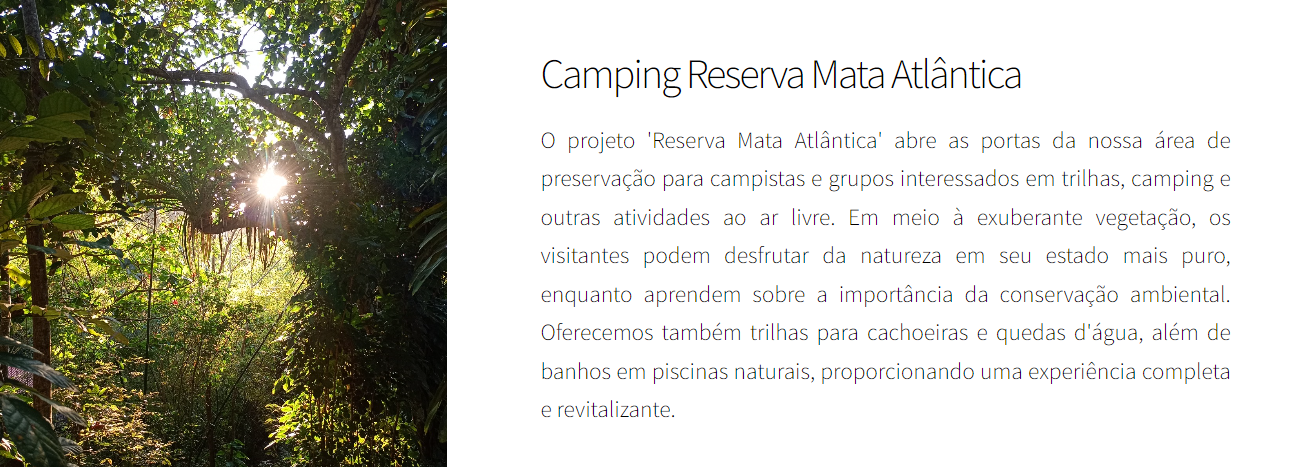 Camping Reserva Mata Atlântica
O projeto 'Reserva Mata Atlântica' abre as portas da nossa área de
preservação para campistas e grupos interessados em trilhas, camping e
outras atividades ao ar livre. Em meio à exuberante vegetação, os
visitantes podem desfrutar da natureza em seu estado mais puro,
enquanto aprendem sobre a importância da conservação ambiental.
Oferecemos também trilhas para cachoeiras e quedas d'água, além de
banhos em piscinas naturais, proporcionando uma experiência completa
e revitalizante.